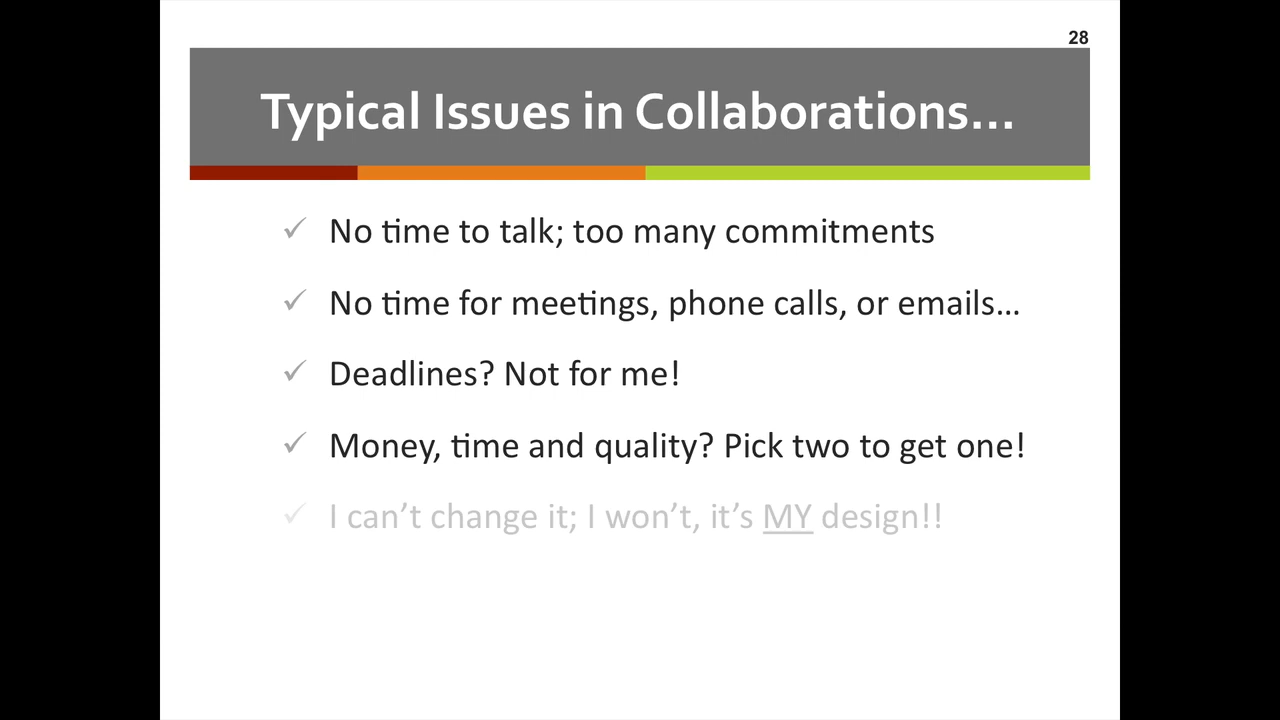 28
Typical Issues in Collaborations…
✓ No time to talk; too many commitments
✓ No time for meetings, phone calls, or emails…
✓ Deadlines? Not for me!
✓ Money, time and quality? Pick two to get one!
✓ I can’t change it; I won’t, it’s MY design!!